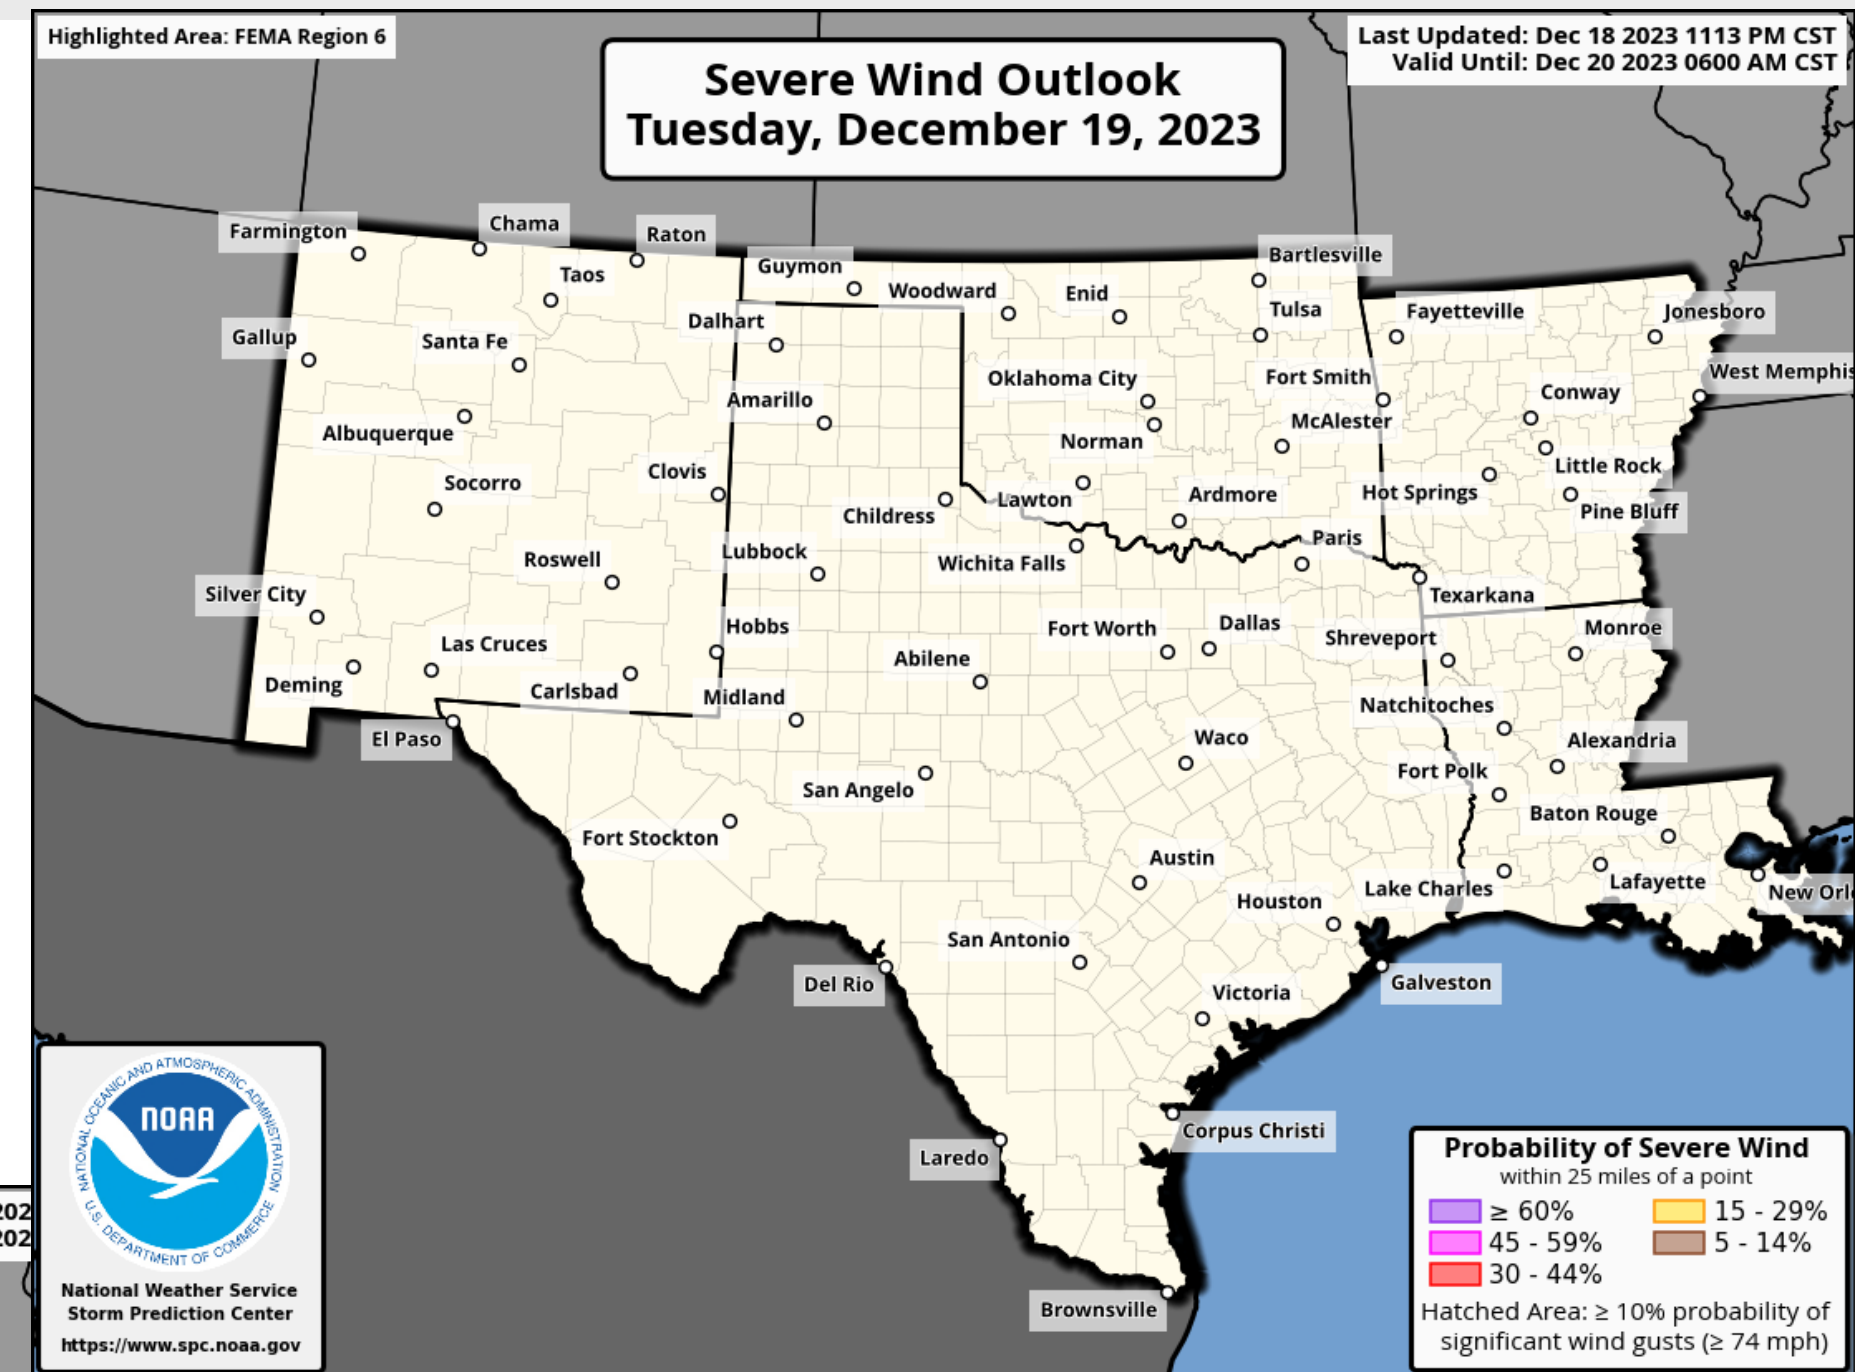 Highlighted Area: FEMA Region 6
Last Updated: Dec 18 2023 1113 PM CST
Valid Until: Dec 20 2023 0600 AM CST
Severe Wind Outlook
Tuesday, December 19, 2023
Farmington
Chama
Raton
Taos
Guymon
Woodward
Enid
Bartlesville
Tulsa
Fayetteville
Jonesboro
Gallup
Santa Fe
Dalhart
Oklahoma City
Fort Smith
West Memphis
Conway
Albuquerque
Amarillo
Norman
McAlester
Little Rock
Socorro
Clovis
Childress
Lawton
Ardmore
Hot Springs
Pine Bluff
Roswell
Lubbock
Wichita Falls
Paris
Texarkana
Silver City
Las Cruces
Hobbs
Fort Worth
Dallas
Shreveport
Monroe
Deming
Carlsbad
Midland
Abilene
Natchitoches
El Paso
Waco
Alexandria
San Angelo
Fort Polk
Fort Stockton
Baton Rouge
Austin
Lake Charles
Lafayette
New Orl
Houston
San Antonio
Del Rio
Victoria
Galveston
Corpus Christi
Laredo
Brownsville
202
202
NATIONAL OCEANIC AND ATMOSPHERIC ADMINISTRATION
NOAA
U.S. DEPARTMENT OF COMMERCE
National Weather Service
Storm Prediction Center
https://www.spc.noaa.gov
Probability of Severe Wind
within 25 miles of a point
≥ 60% 15 - 29%
45 - 59% 5 - 14%
30 - 44%
Hatched Area: ≥ 10% probability of
significant wind gusts (≥ 74 mph)